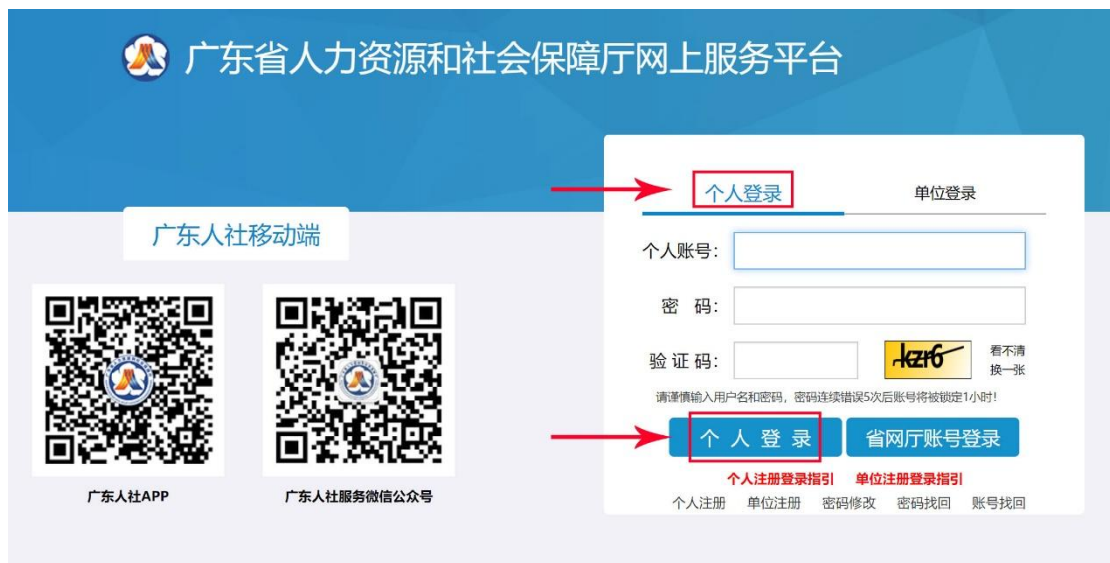 广东省人力资源和社会保障厅网上服务平台
个人登录 单位登录
广东人社移动端
个人账号：
密 码：
验证码： kzr6 看不清
换一张
请谨慎输入用户名和密码，密码连续错误5次后账号将被锁定1小时！
个人登录 省网厅账号登录
个人注册登录指引 单位注册登录指引
个人注册 单位注册 密码修改 密码找回 账号找回
广东人社APP 广东人社服务微信公众号